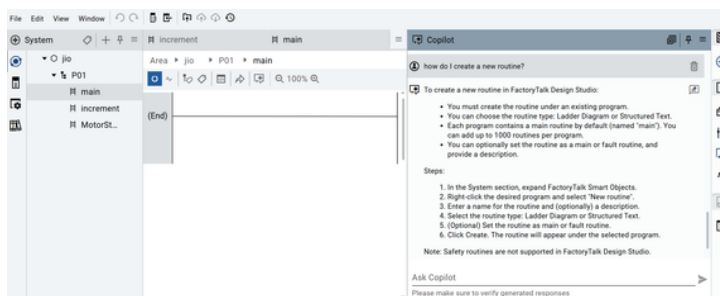 File Edit View Window
System
increment
main
Copilot
jio
P01
main
increment
MotorSt...
Area jio P01 main
100%
(End)
how do I create a new routine?
To create a new routine in FactoryTalk Design Studio:
• You must create the routine under an existing program.
• You can choose the routine type: Ladder Diagram or Structured Text.
• Each program contains a main routine by default (named "main"). You
can add up to 1000 routines per program.
• You can optionally set the routine as a main or fault routine, and
provide a description.
Steps:
1. In the System section, expand FactoryTalk Smart Objects.
2. Right-click the desired program and select "New routine".
3. Enter a name for the routine and (optionally) a description.
4. Select the routine type: Ladder Diagram or Structured Text.
5. (Optional) Set the routine as main or fault routine.
6. Click Create. The routine will appear under the selected program.
Note: Safety routines are not supported in FactoryTalk Design Studio.
Ask Copilot
Please make sure to verify generated responses